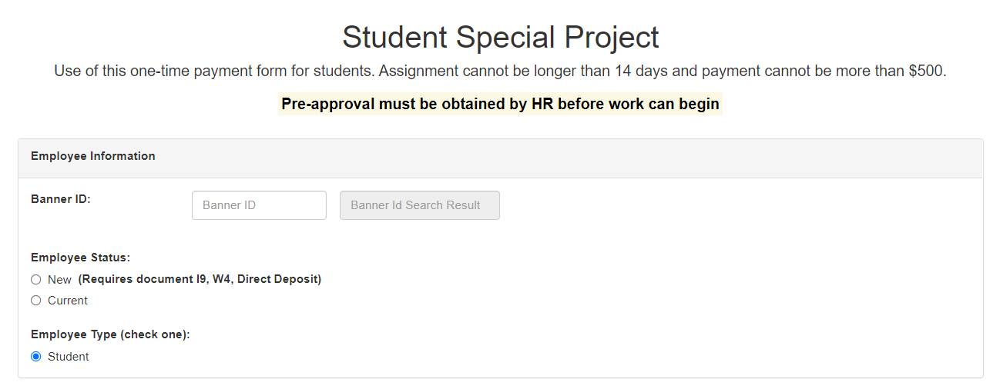 Student Special Project
Use of this one-time payment form for students. Assignment cannot be longer than 14 days and payment cannot be more than $500.
Pre-approval must be obtained by HR before work can begin
Employee Information
Banner ID: Banner ID Banner Id Search Result
Employee Status:
New (Requires document I9, W4, Direct Deposit)
Current
Employee Type (check one):
Student